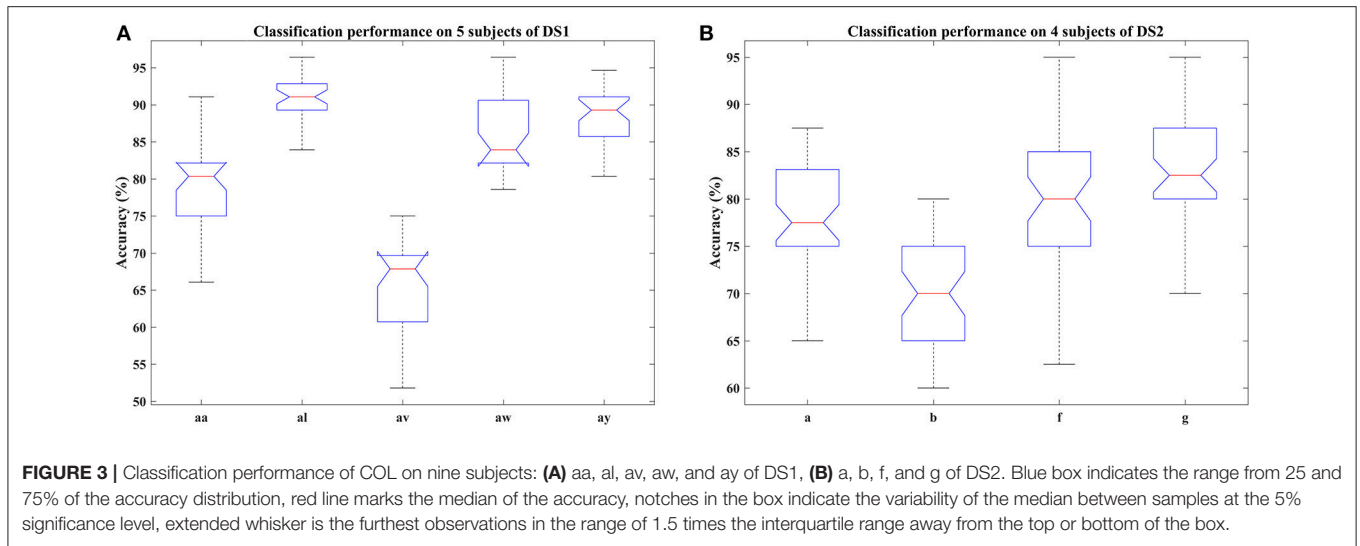 A
Classification performance on 5 subjects of DS1
95
90
85
80
75
70
65
60
55
50
Accuracy (%)
aa al av aw ay
B
Classification performance on 4 subjects of DS2
95
90
85
80
75
70
65
60
Accuracy (%)
a b f g
FIGURE 3 | Classification performance of COL on nine subjects: (A) aa, al, av, aw, and ay of DS1, (B) a, b, f, and g of DS2. Blue box indicates the range from 25 and
75% of the accuracy distribution, red line marks the median of the accuracy, notches in the box indicate the variability of the median between samples at the 5%
significance level, extended whisker is the furthest observations in the range of 1.5 times the interquartile range away from the top or bottom of the box.